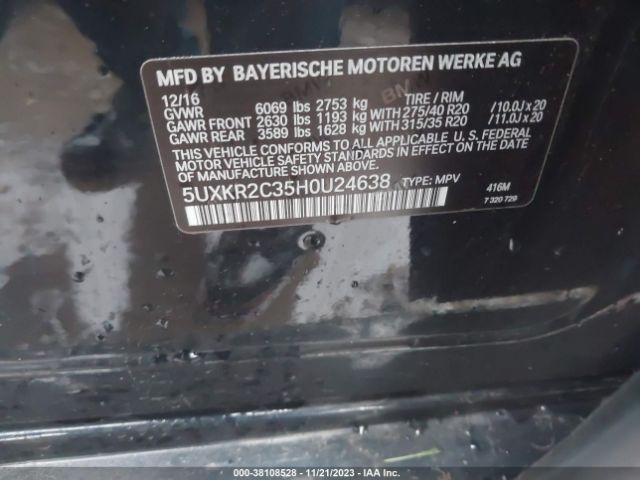 MFD BY BAYERISCHE MOTOREN WERKE AG
12/16
GVWR 6069 lbs 2753 kg TIRE / RIM
GAWR FRONT 2630 lbs 1193 kg WITH 275/40 R20 /10.0J x 20
GAWR REAR 3589 lbs 1628 kg WITH 315/35 R20 /11.0J x 20
THIS VEHICLE CONFORMS TO ALL APPLICABLE U. S. FEDERAL
MOTOR VEHICLE SAFETY STANDARDS IN EFFECT ON THE DATE
OF MANUFACTURE SHOWN ABOVE.
5UXKR2C35H0U24638 TYPE: MPV 416M
7 320 729
000-38108528 - 11/21/2023 - IAA Inc.